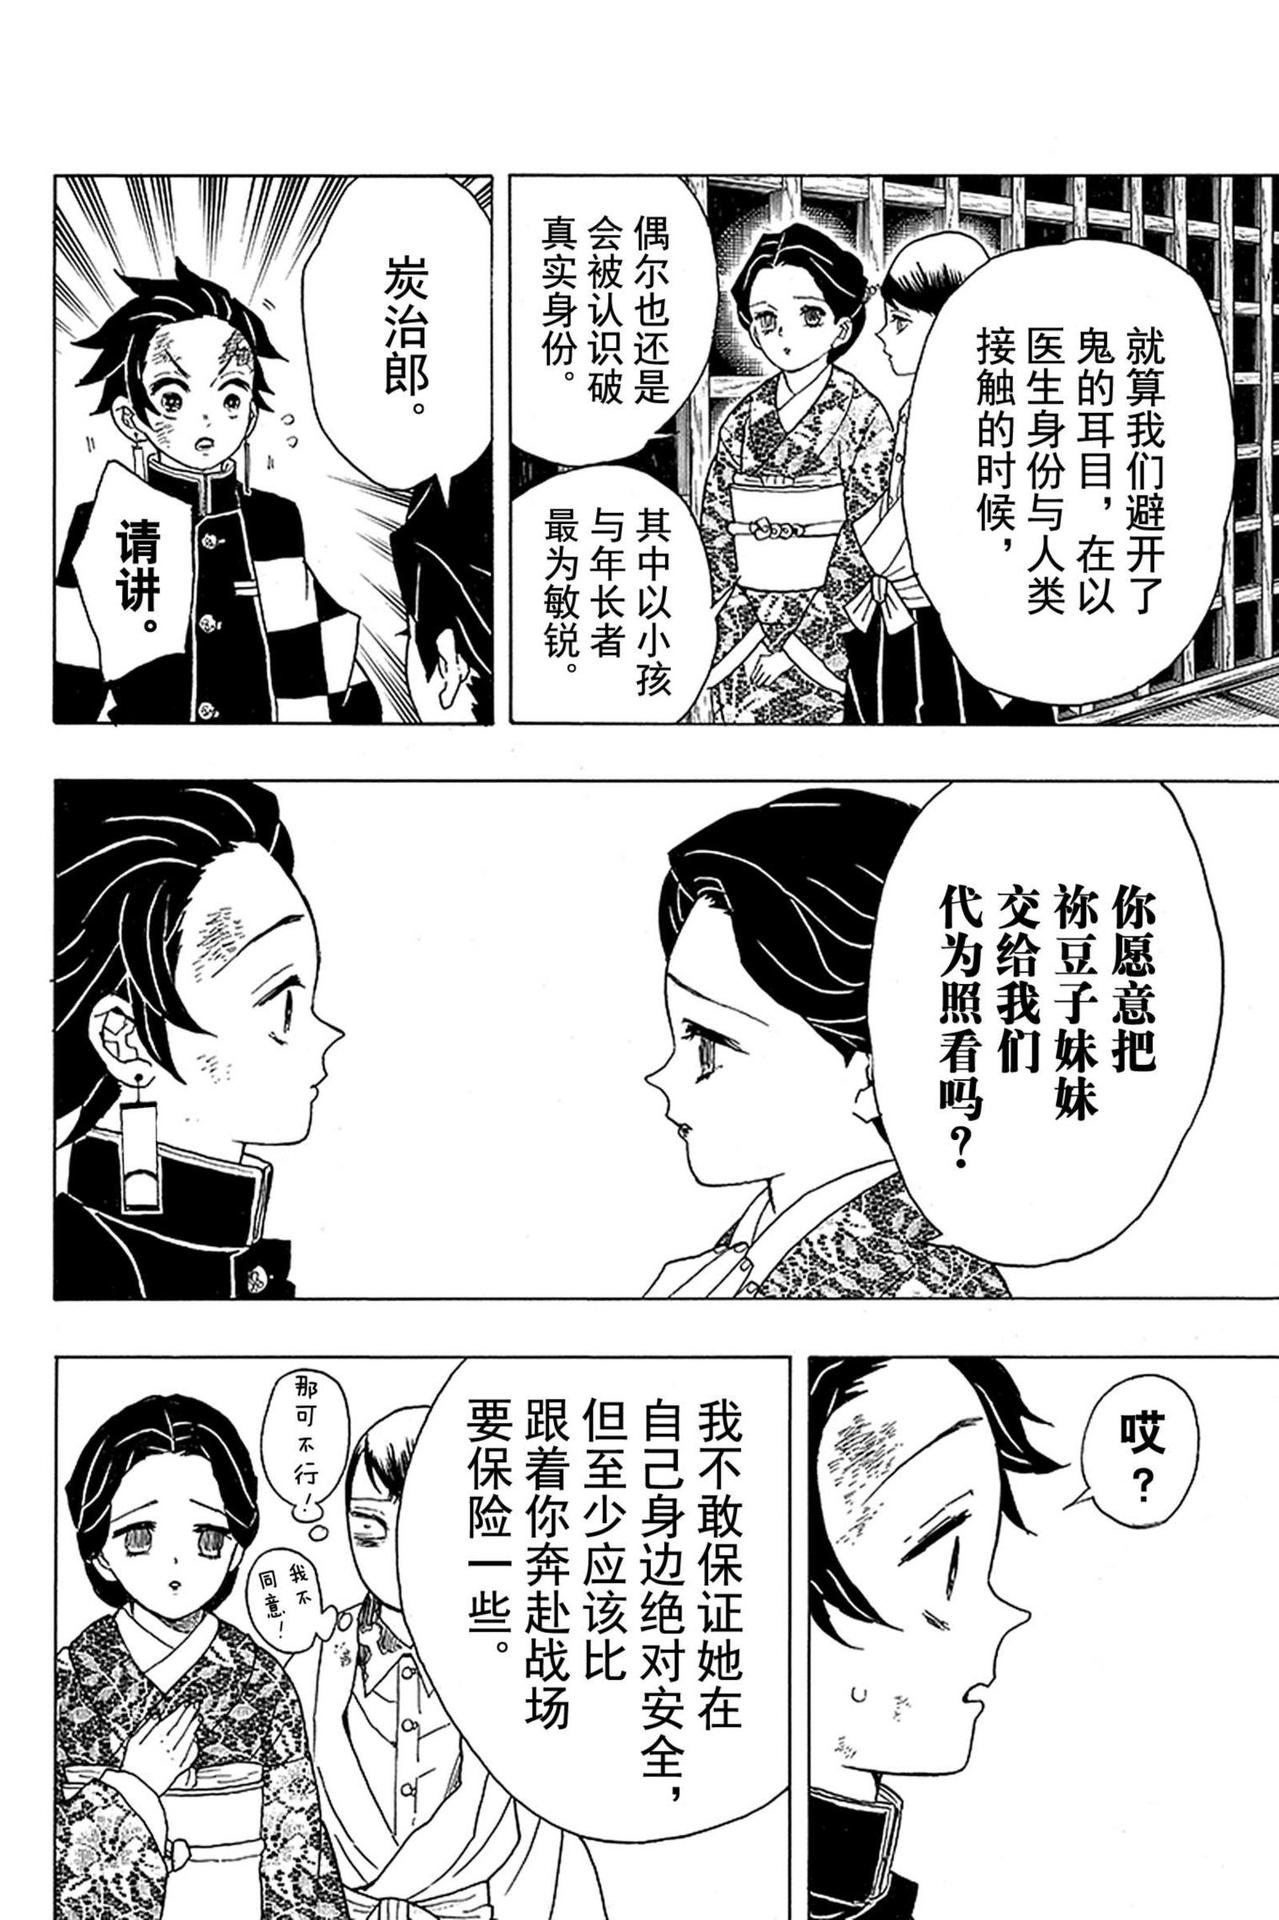 就算我们避开了
鬼的耳目，在以
医生身份与人类
接触的时候，
偶尔也还是
会被认识破
真实身份。
其中以小孩
与年长者
最为敏锐。
炭治郎。
请讲。
你愿意把
祢豆子妹妹
交给我们
代为照看吗？
哎？
我不敢保证她在
自己身边绝对安全，
但至少应该比
跟着你奔赴战场
要保险一些。
那可不行！
我不
同意！